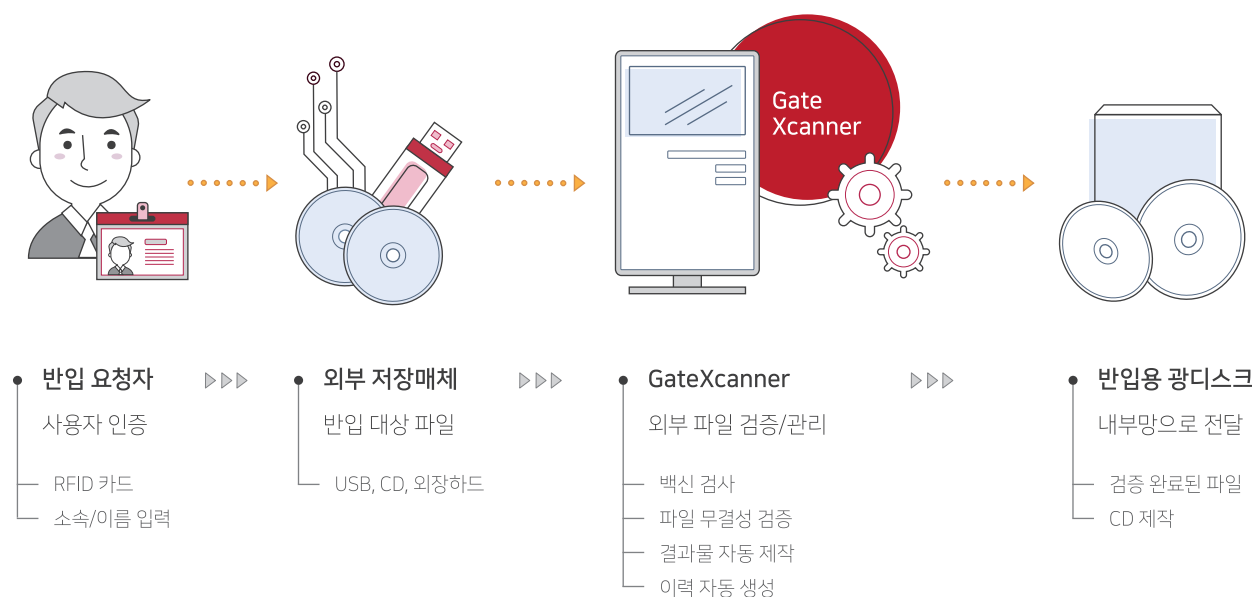 Gate
Xcanner
반입 요청자
사용자 인증
RFID 카드
소속/이름 입력
외부 저장매체
반입 대상 파일
USB, CD, 외장하드
GateXcanner
외부 파일 검증/관리
백신 검사
파일 무결성 검증
결과물 자동 제작
이력 자동 생성
반입용 광디스크
내부망으로 전달
검증 완료된 파일
CD 제작